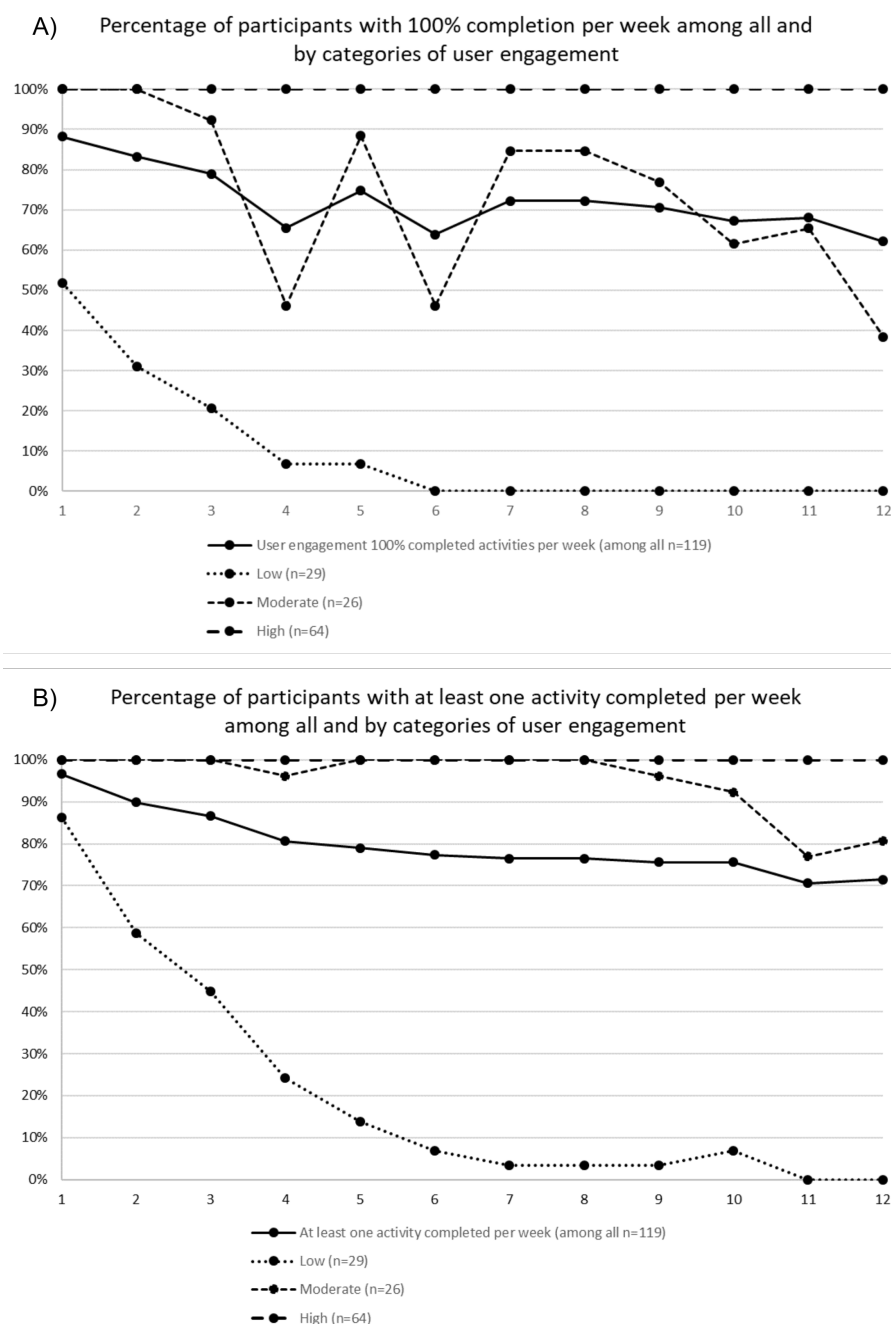 A)
Percentage of participants with 100% completion per week among all and
by categories of user engagement
100%
90%
80%
70%
60%
50%
40%
30%
20%
10%
0%
1 2 3 4 5 6 7 8 9 10 11 12
User engagement 100% completed activities per week (among all n=119)
Low (n=29)
Moderate (n=26)
High (n=64)
B)
Percentage of participants with at least one activity completed per week
among all and by categories of user engagement
100%
90%
80%
70%
60%
50%
40%
30%
20%
10%
0%
1 2 3 4 5 6 7 8 9 10 11 12
At least one activity completed per week (among all n=119)
Low (n=29)
Moderate (n=26)
High (n=64)